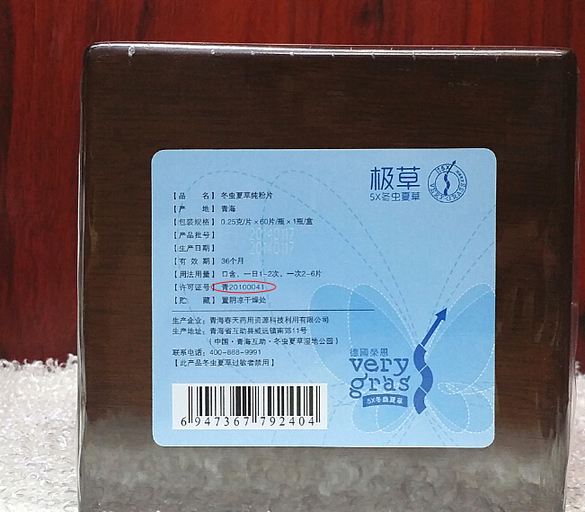 极草
5X冬虫夏草
【品 名】 冬虫夏草纯粉片
【产 地】 青海
【包装规格】 0.25克/片×60片/瓶×1瓶/盒
【产品批号】
【生产日期】 20140117
【有 效 期】 36个月
【用法用量】 口含，一日1-2次，一次2-6片
【许可证号】 青20100041
【贮 藏】 置阴凉干燥处
生产企业：青海春天药用资源科技利用有限公司
生产地址：青海省互助县威远镇南郊11号
（中国·青海互助·冬虫夏草湿地公园）
联系电话：400-888-9991
【此产品冬虫夏草过敏者禁用】
德國榮恩
very
gras
5X冬蟲夏草
6 947367 792404